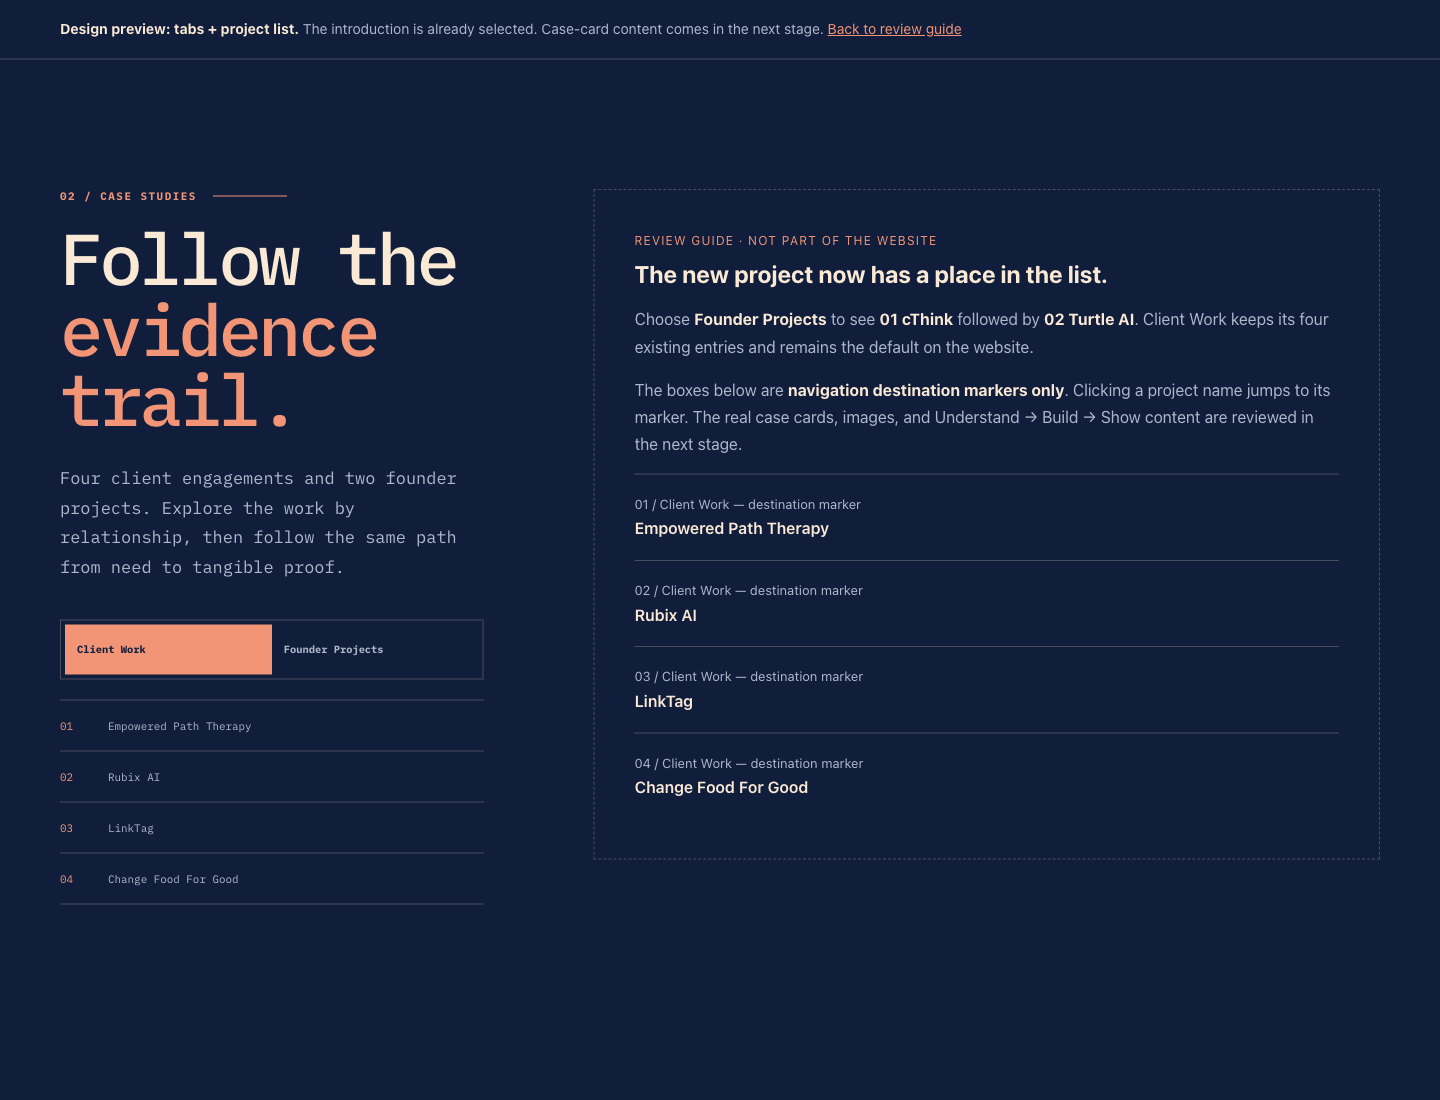 Design preview: tabs + project list. The introduction is already selected. Case-card content comes in the next stage. Back to review guide
02 / CASE STUDIES
Follow the
evidence
trail.
Four client engagements and two founder
projects. Explore the work by
relationship, then follow the same path
from need to tangible proof.
Client Work
Founder Projects
01 Empowered Path Therapy
02 Rubix AI
03 LinkTag
04 Change Food For Good
REVIEW GUIDE · NOT PART OF THE WEBSITE
The new project now has a place in the list.
Choose Founder Projects to see 01 cThink followed by 02 Turtle AI. Client Work keeps its four
existing entries and remains the default on the website.
The boxes below are navigation destination markers only. Clicking a project name jumps to its
marker. The real case cards, images, and Understand → Build → Show content are reviewed in
the next stage.
01 / Client Work — destination marker
Empowered Path Therapy
02 / Client Work — destination marker
Rubix AI
03 / Client Work — destination marker
LinkTag
04 / Client Work — destination marker
Change Food For Good